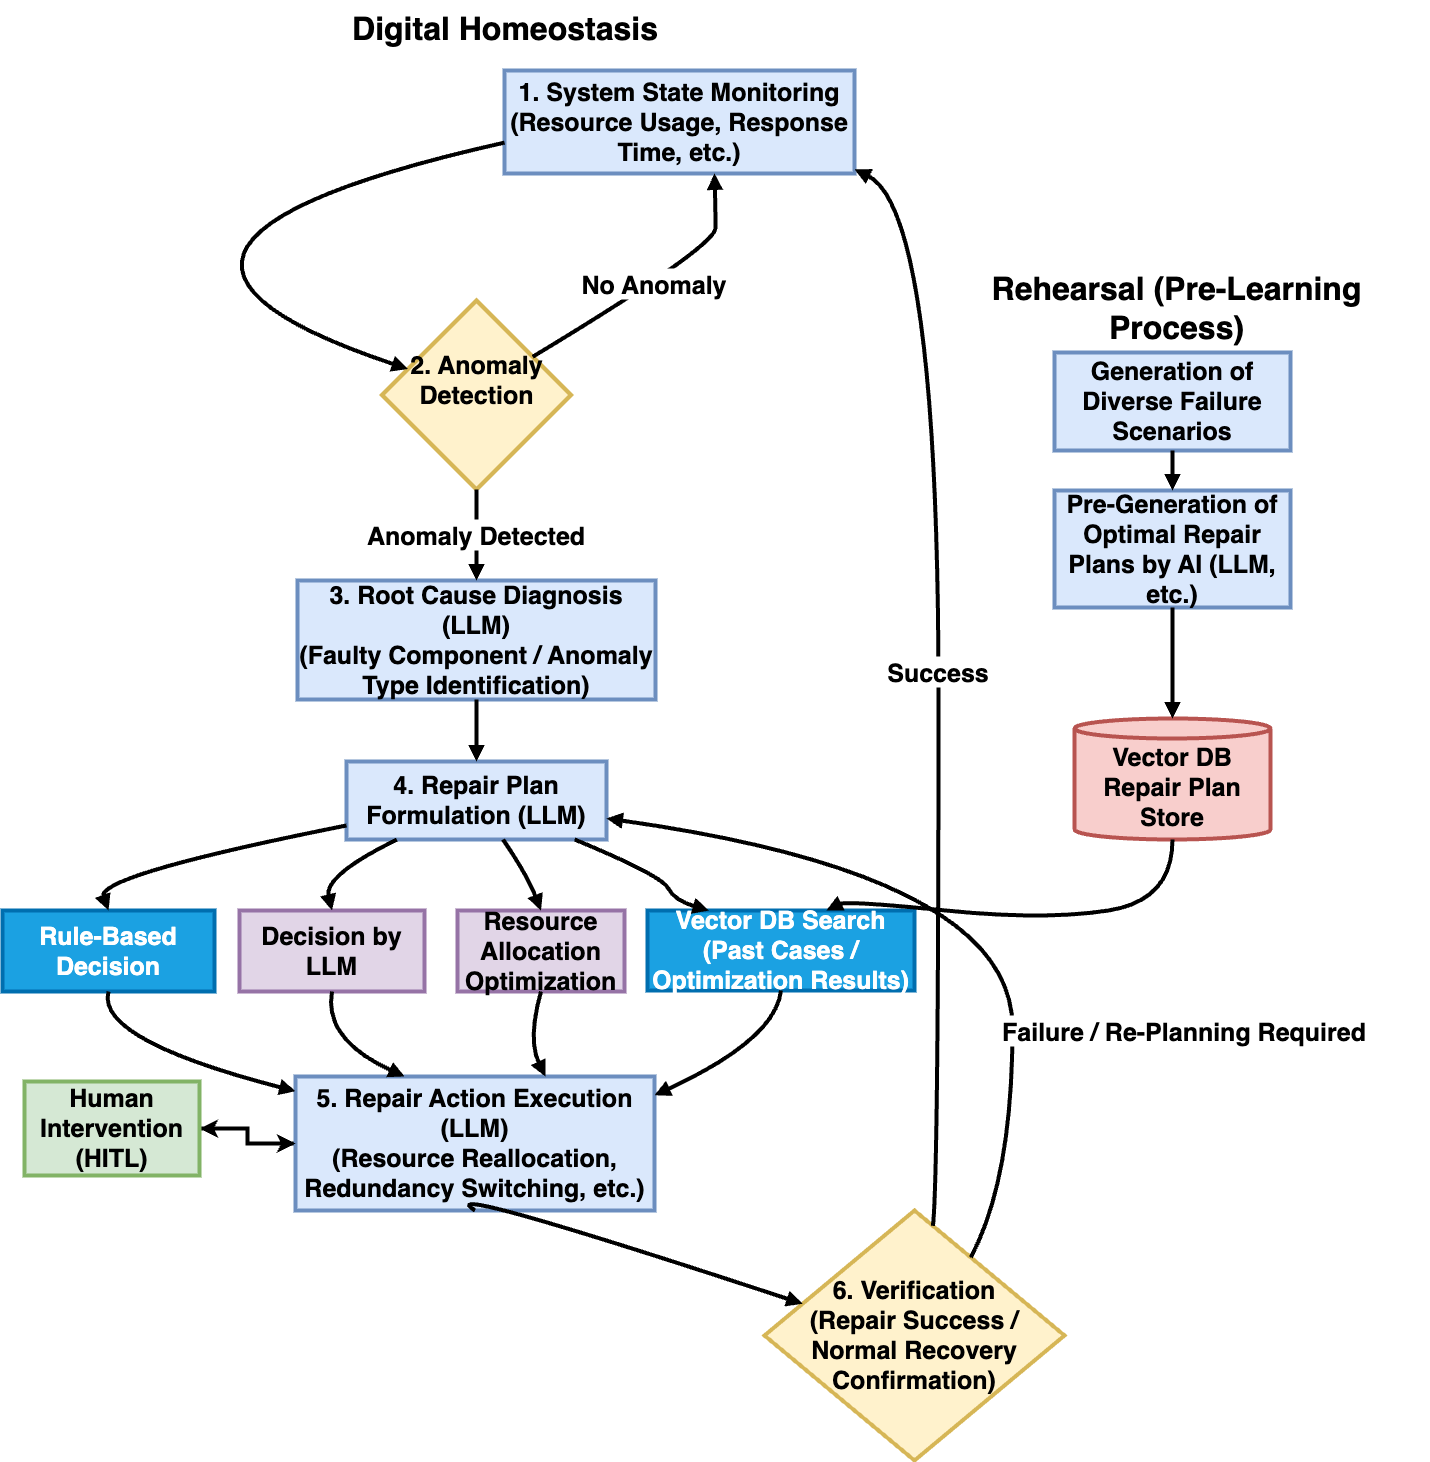 Digital Homeostasis
1. System State Monitoring
(Resource Usage, Response
Time, etc.)
No Anomaly
2. Anomaly
Detection
Anomaly Detected
3. Root Cause Diagnosis
(LLM)
(Faulty Component / Anomaly
Type Identification)
4. Repair Plan
Formulation (LLM)
Rule-Based
Decision
Decision by
LLM
Resource
Allocation
Optimization
Vector DB Search
(Past Cases /
Optimization Results)
Human
Intervention
(HITL)
5. Repair Action Execution
(LLM)
(Resource Reallocation,
Redundancy Switching, etc.)
6. Verification
(Repair Success /
Normal Recovery
Confirmation)
Success
Failure / Re-Planning Required
Rehearsal (Pre-Learning
Process)
Generation of
Diverse Failure
Scenarios
Pre-Generation of
Optimal Repair
Plans by AI (LLM,
etc.)
Vector DB
Repair Plan
Store